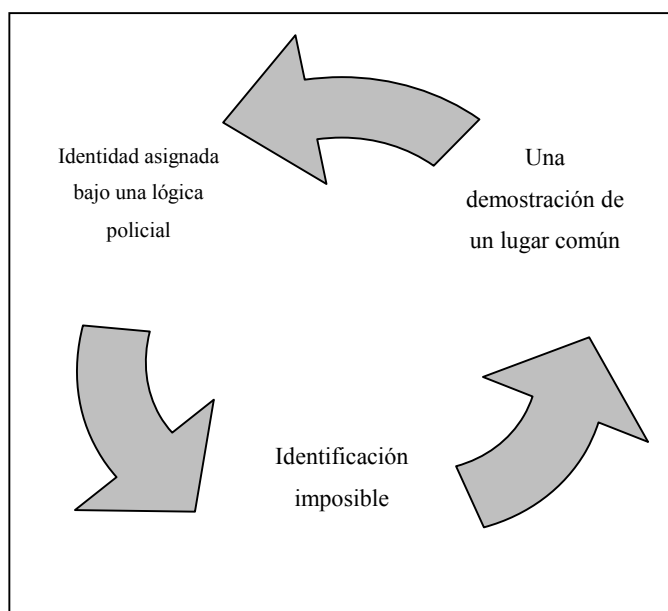 Identidad asignada
bajo una lógica
policial
Una
demostración de
un lugar común
Identificación
imposible